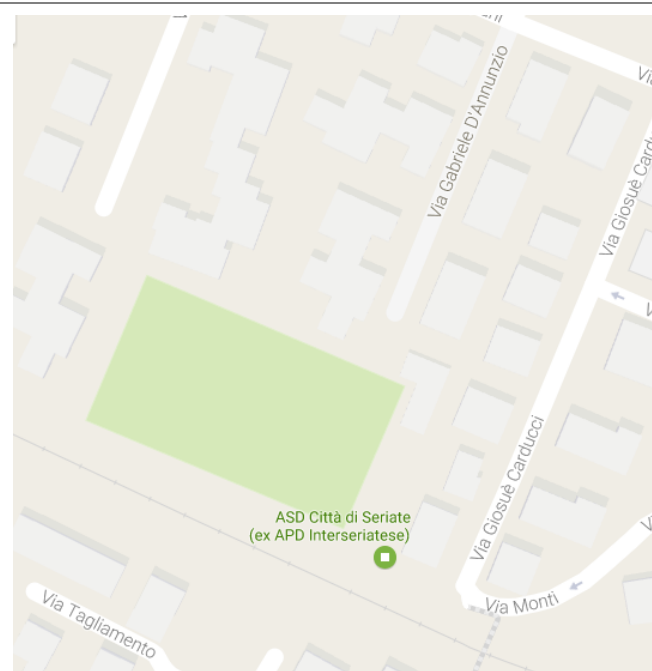 Via Gabriele D'Annunzio
Via Giosuè
Via Giosuè Carducci
ASD Città di Seriate
(ex APD Interseriatese)
Via Monti
Via Tagliamento